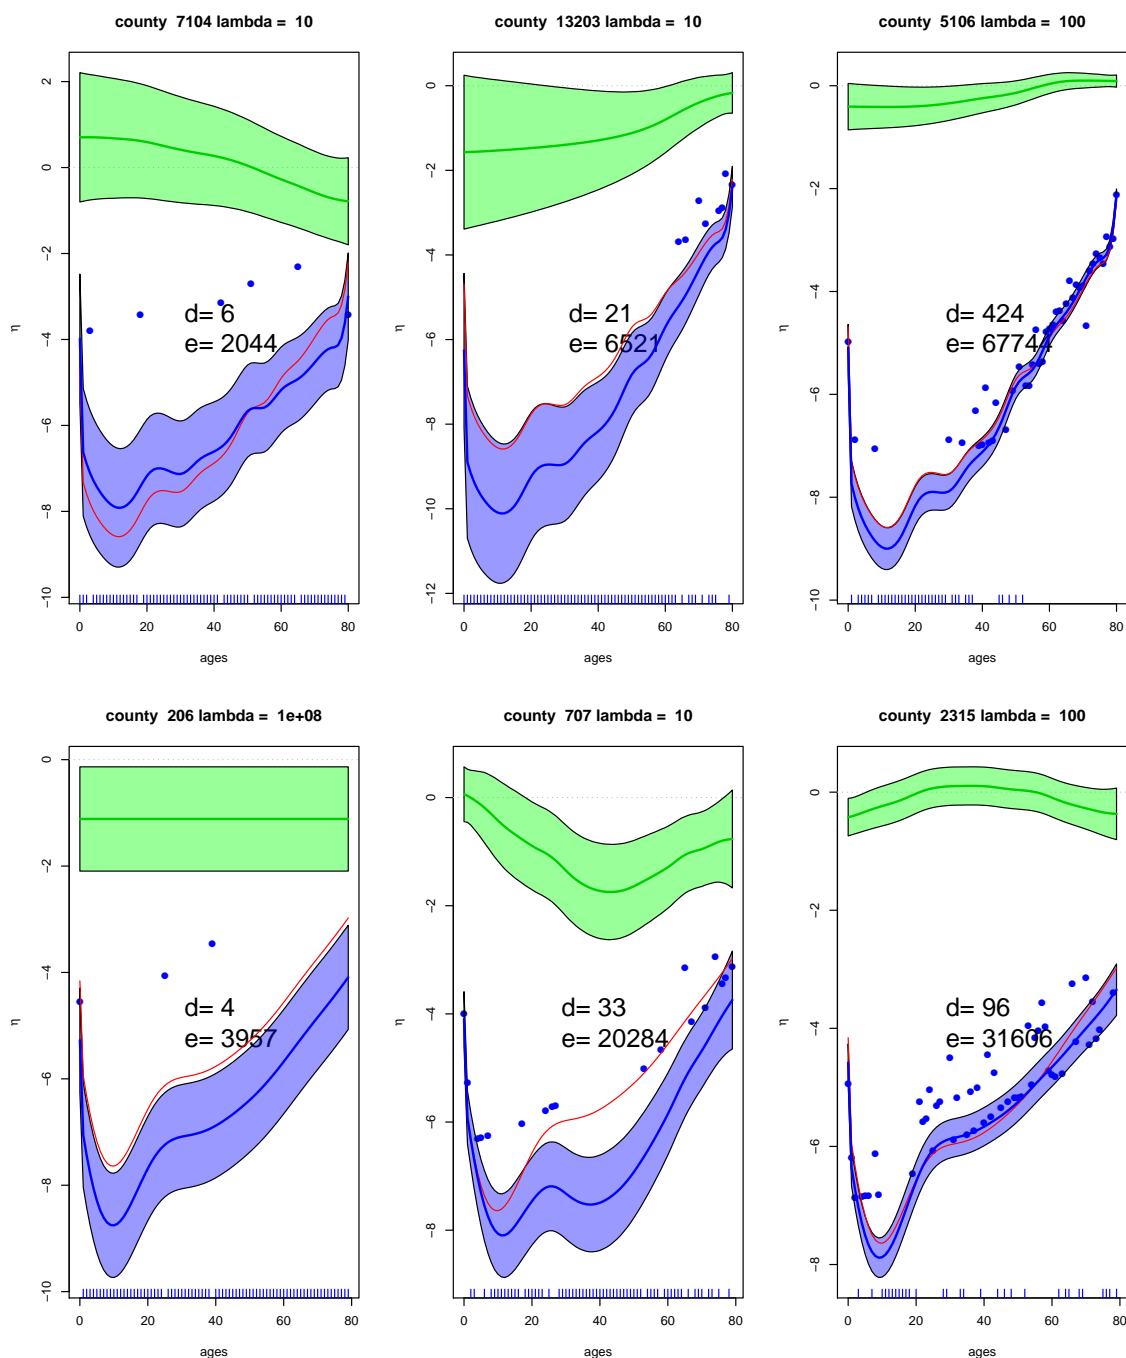 county 7104 lambda = 10
2
0
−2
−4
−6
−8
−10
η
d= 6
e= 2044
0 20 40 60 80
ages
county 13203 lambda = 10
0
−2
−4
−6
−8
−10
−12
η
d= 21
e= 6521
0 20 40 60 80
ages
county 5106 lambda = 100
0
−2
−4
−6
−8
−10
η
d= 424
e= 67744
0 20 40 60 80
ages
county 206 lambda = 1e+08
0
−2
−4
−6
−8
−10
η
d= 4
e= 3957
0 20 40 60 80
ages
county 707 lambda = 10
0
−2
−4
−6
−8
η
d= 33
e= 20284
0 20 40 60 80
ages
county 2315 lambda = 100
0
−2
−4
−6
−8
η
d= 96
e= 31606
0 20 40 60 80
ages